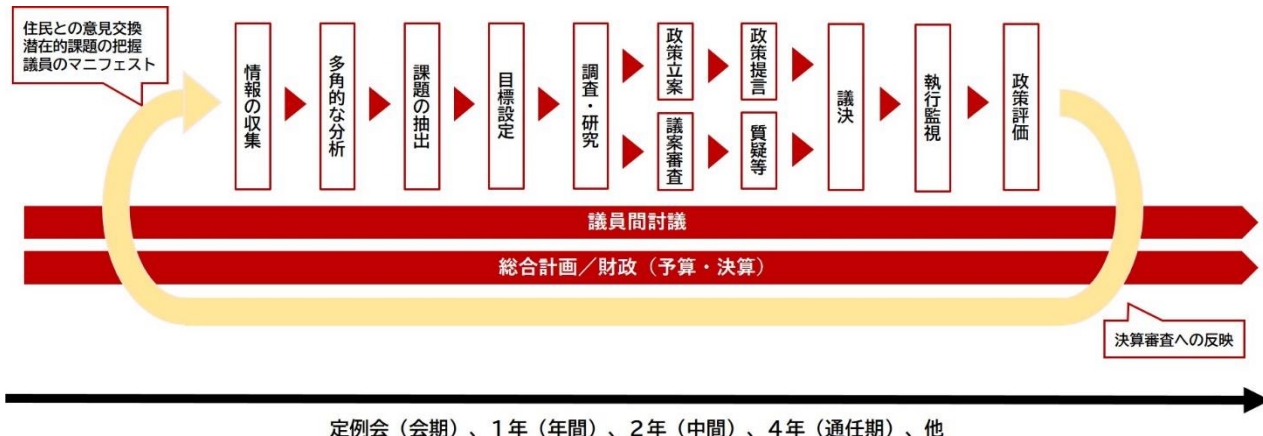 住民との意見交換
潜在的課題の把握
議員のマニフェスト
情報の収集
多角的な分析
課題の抽出
目標設定
調査・研究
政策立案
政策提言
議案審査
質疑等
議決
執行監視
政策評価
議員間討議
総合計画／財政（予算・決算）
決算審査への反映
定例会（会期）、１年（年間）、２年（中間）、４年（通任期）、他